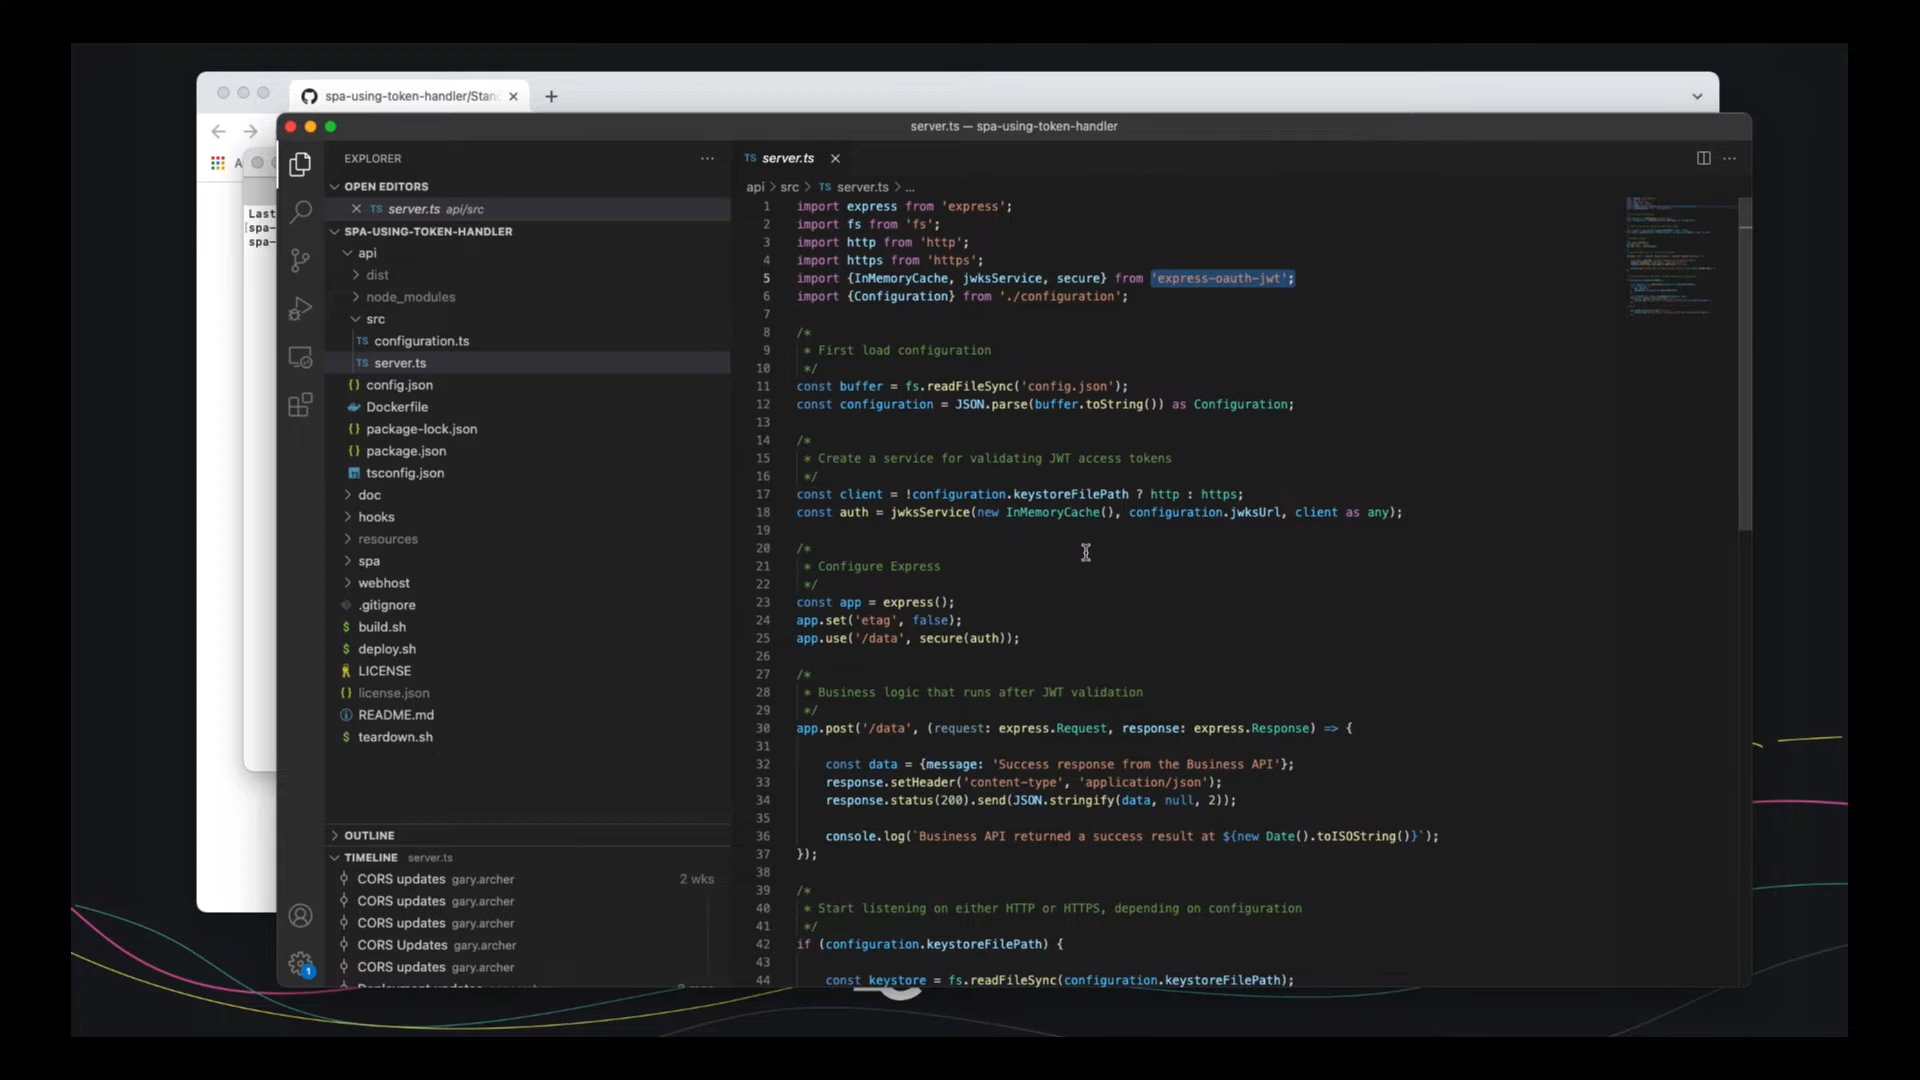 spa-using-token-handler/Stan
server.ts — spa-using-token-handler
A
Last
[spa-
spa-
EXPLORER
OPEN EDITORS
TS server.ts api/src
SPA-USING-TOKEN-HANDLER
api
dist
node_modules
src
TS configuration.ts
TS server.ts
{} config.json
Dockerfile
{} package-lock.json
{} package.json
TS tsconfig.json
doc
hooks
resources
spa
webhost
.gitignore
$ build.sh
$ deploy.sh
LICENSE
{} license.json
README.md
$ teardown.sh
OUTLINE
TIMELINE server.ts
CORS updates gary.archer 2 wks
CORS updates gary.archer
CORS updates gary.archer
CORS Updates gary.archer
CORS updates gary.archer
1
TS server.ts
api > src > TS server.ts > ...
1 import express from 'express';
2 import fs from 'fs';
3 import http from 'http';
4 import https from 'https';
5 import {InMemoryCache, jwksService, secure} from 'express-oauth-jwt';
6 import {Configuration} from './configuration';
7
8 /*
9 * First load configuration
10 */
11 const buffer = fs.readFileSync('config.json');
12 const configuration = JSON.parse(buffer.toString()) as Configuration;
13
14 /*
15 * Create a service for validating JWT access tokens
16 */
17 const client = !configuration.keystoreFilePath ? http : https;
18 const auth = jwksService(new InMemoryCache(), configuration.jwksUrl, client as any);
19
20 /*
21 * Configure Express
22 */
23 const app = express();
24 app.set('etag', false);
25 app.use('/data', secure(auth));
26
27 /*
28 * Business logic that runs after JWT validation
29 */
30 app.post('/data', (request: express.Request, response: express.Response) => {
31
32 const data = {message: 'Success response from the Business API'};
33 response.setHeader('content-type', 'application/json');
34 response.status(200).send(JSON.stringify(data, null, 2));
35
36 console.log(`Business API returned a success result at ${new Date().toISOString()}`);
37 });
38
39 /*
40 * Start listening on either HTTP or HTTPS, depending on configuration
41 */
42 if (configuration.keystoreFilePath) {
43
44 const keystore = fs.readFileSync(configuration.keystoreFilePath);